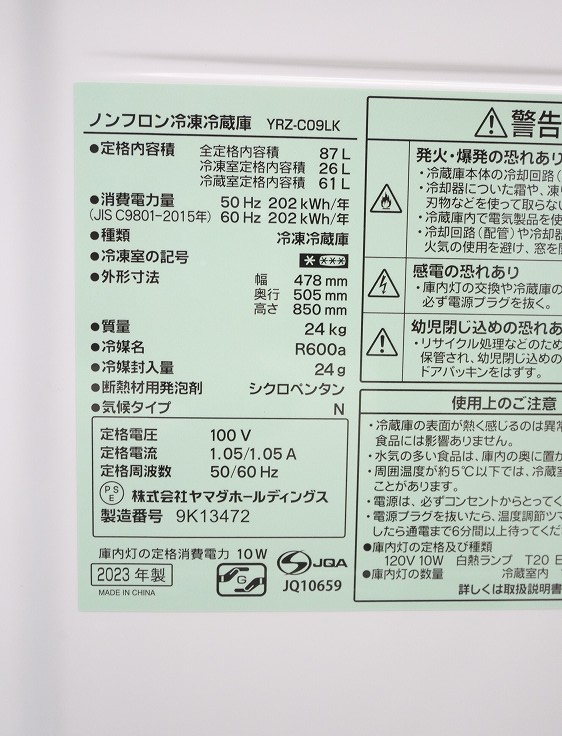 ノンフロン冷凍冷蔵庫 YRZ-C09LK
●定格内容積 全定格内容積 87 L
冷凍室定格内容積 26 L
冷蔵室定格内容積 61 L
●消費電力量 50 Hz 202 kWh/年
(JIS C9801-2015年) 60 Hz 202 kWh/年
●種類 冷凍冷蔵庫
●冷凍室の記号 * ***
●外形寸法 幅 478 mm
奥行 505 mm
高さ 850 mm
●質量 24 kg
●冷媒名 R600a
●冷媒封入量 24 g
●断熱材用発泡剤 シクロペンタン
●気候タイプ N
定格電圧 100 V
定格電流 1.05/1.05 A
定格周波数 50/60 Hz
PSE 株式会社ヤマダホールディングス
製造番号 9K13472
庫内灯の定格消費電力 10 W
2023 年製
MADE IN CHINA
G
JQA
JQ10659
警告
発火・爆発の恐れあり
・冷蔵庫本体の冷却回路(
・冷却器についた霜や、凍り
刃物などを使って取らない
・冷蔵庫内で電気製品を使
・冷却回路(配管)や冷却器
火気の使用を避け、窓を
感電の恐れあり
・庫内灯の交換や冷蔵庫の
必ず電源プラグを抜く。
幼児閉じ込めの恐れあ
・リサイクル処理などのため
保管され、幼児閉じ込めの
ドアパッキンをはずす。
使用上のご注意
・冷蔵庫の表面が熱く感じるのは異常
食品には影響ありません。
・水気の多い食品は、庫内の奥に置か
・周囲温度が約5℃以下では、冷蔵室
ことがあります。
・電源は、必ずコンセントからとってく
・電源プラグを抜いたら、温度調節ツマ
したら通電まで6分間以上待ってくだ
●庫内灯の定格及び種類
120V 10W 白熱ランプ T20 E
●庫内灯の数量 冷蔵室内
詳しくは取扱説明書